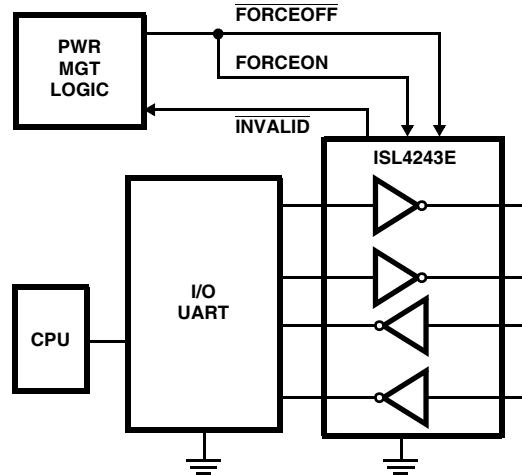 FORCEOFF
PWR
MGT
LOGIC
FORCEON
INVALID
ISL4243E
I/O
UART
CPU